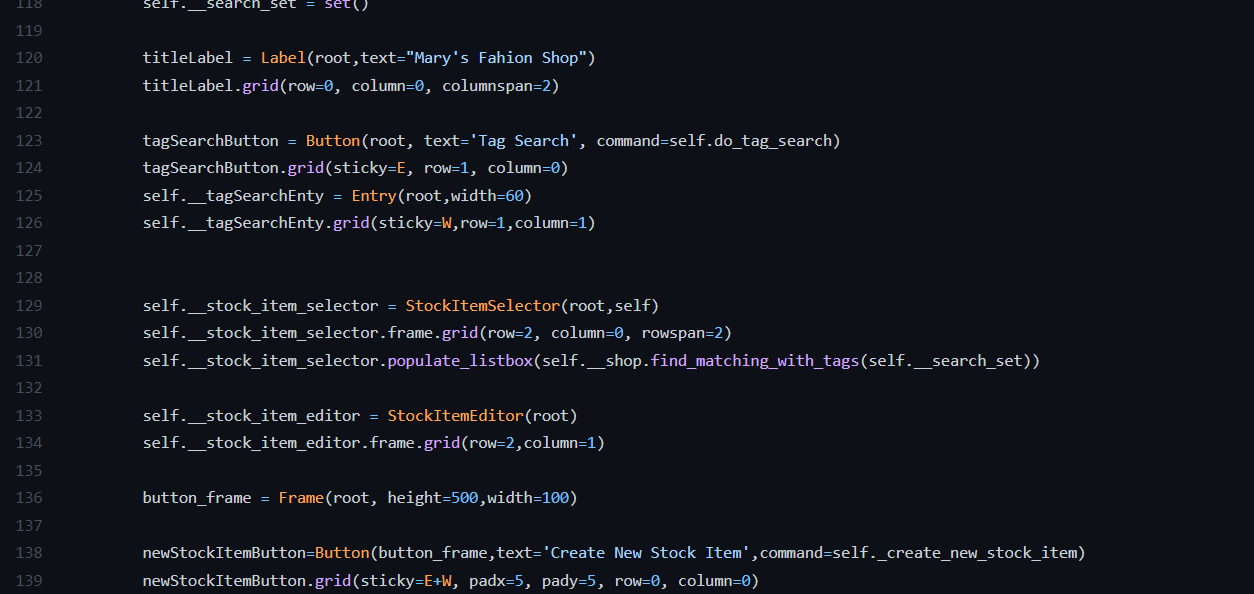 118 self.__search_set = set()
119
120 titleLabel = Label(root,text="Mary's Fahion Shop")
121 titleLabel.grid(row=0, column=0, columnspan=2)
122
123 tagSearchButton = Button(root, text='Tag Search', command=self.do_tag_search)
124 tagSearchButton.grid(sticky=E, row=1, column=0)
125 self.__tagSearchEnty = Entry(root,width=60)
126 self.__tagSearchEnty.grid(sticky=W,row=1,column=1)
127
128
129 self.__stock_item_selector = StockItemSelector(root,self)
130 self.__stock_item_selector.frame.grid(row=2, column=0, rowspan=2)
131 self.__stock_item_selector.populate_listbox(self.__shop.find_matching_with_tags(self.__search_set))
132
133 self.__stock_item_editor = StockItemEditor(root)
134 self.__stock_item_editor.frame.grid(row=2,column=1)
135
136 button_frame = Frame(root, height=500,width=100)
137
138 newStockItemButton=Button(button_frame,text='Create New Stock Item',command=self._create_new_stock_item)
139 newStockItemButton.grid(sticky=E+W, padx=5, pady=5, row=0, column=0)